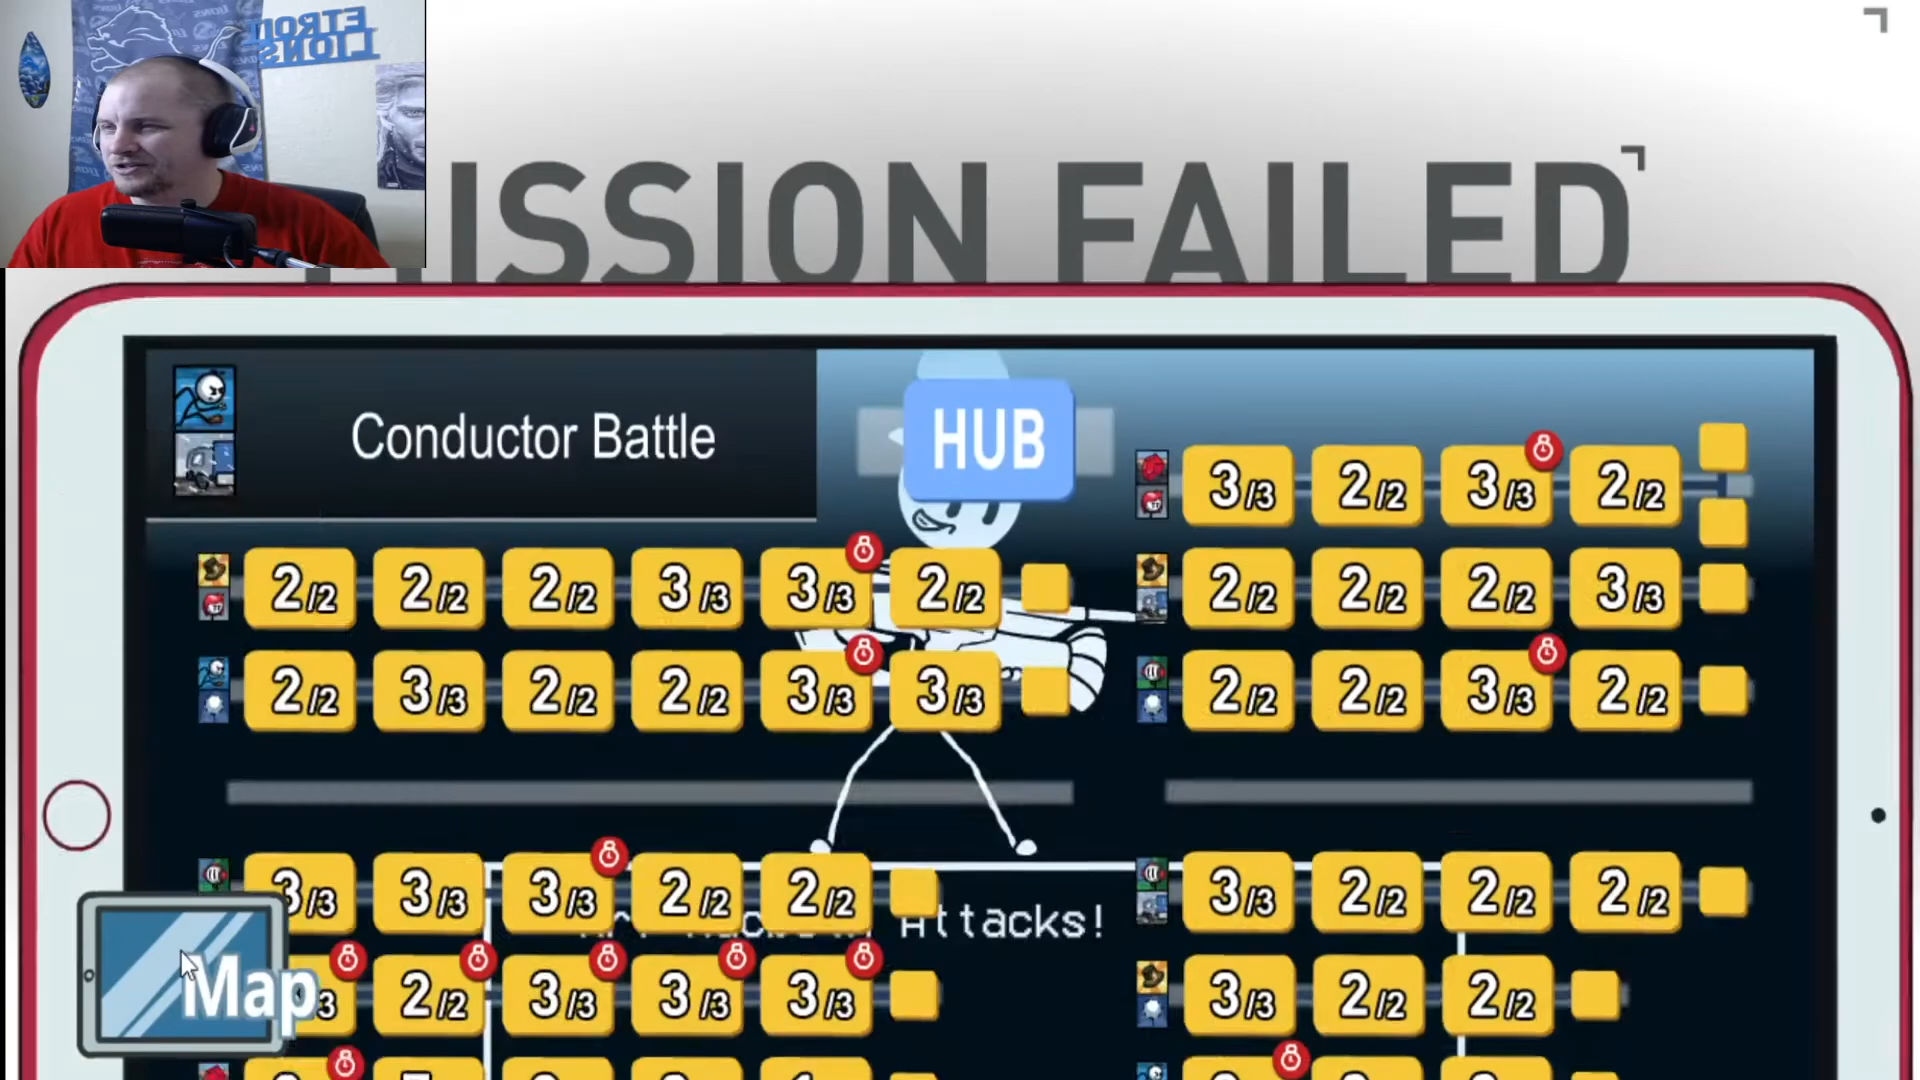 ETROIT
LIONS
ISSION FAILED
Conductor Battle
HUB
3/3 2/2 3/3 2/2
2/2 2/2 2/2 3/3 3/3 2/2
2/2 2/2 2/2 3/3
2/2 3/3 2/2 2/2 3/3 3/3
2/2 2/2 3/3 2/2
3/3 3/3 3/3 2/2 2/2
3/3 2/2 2/2 2/2
Attacks!
Map
/3 2/2 3/3 3/3 3/3
3/3 2/2 2/2